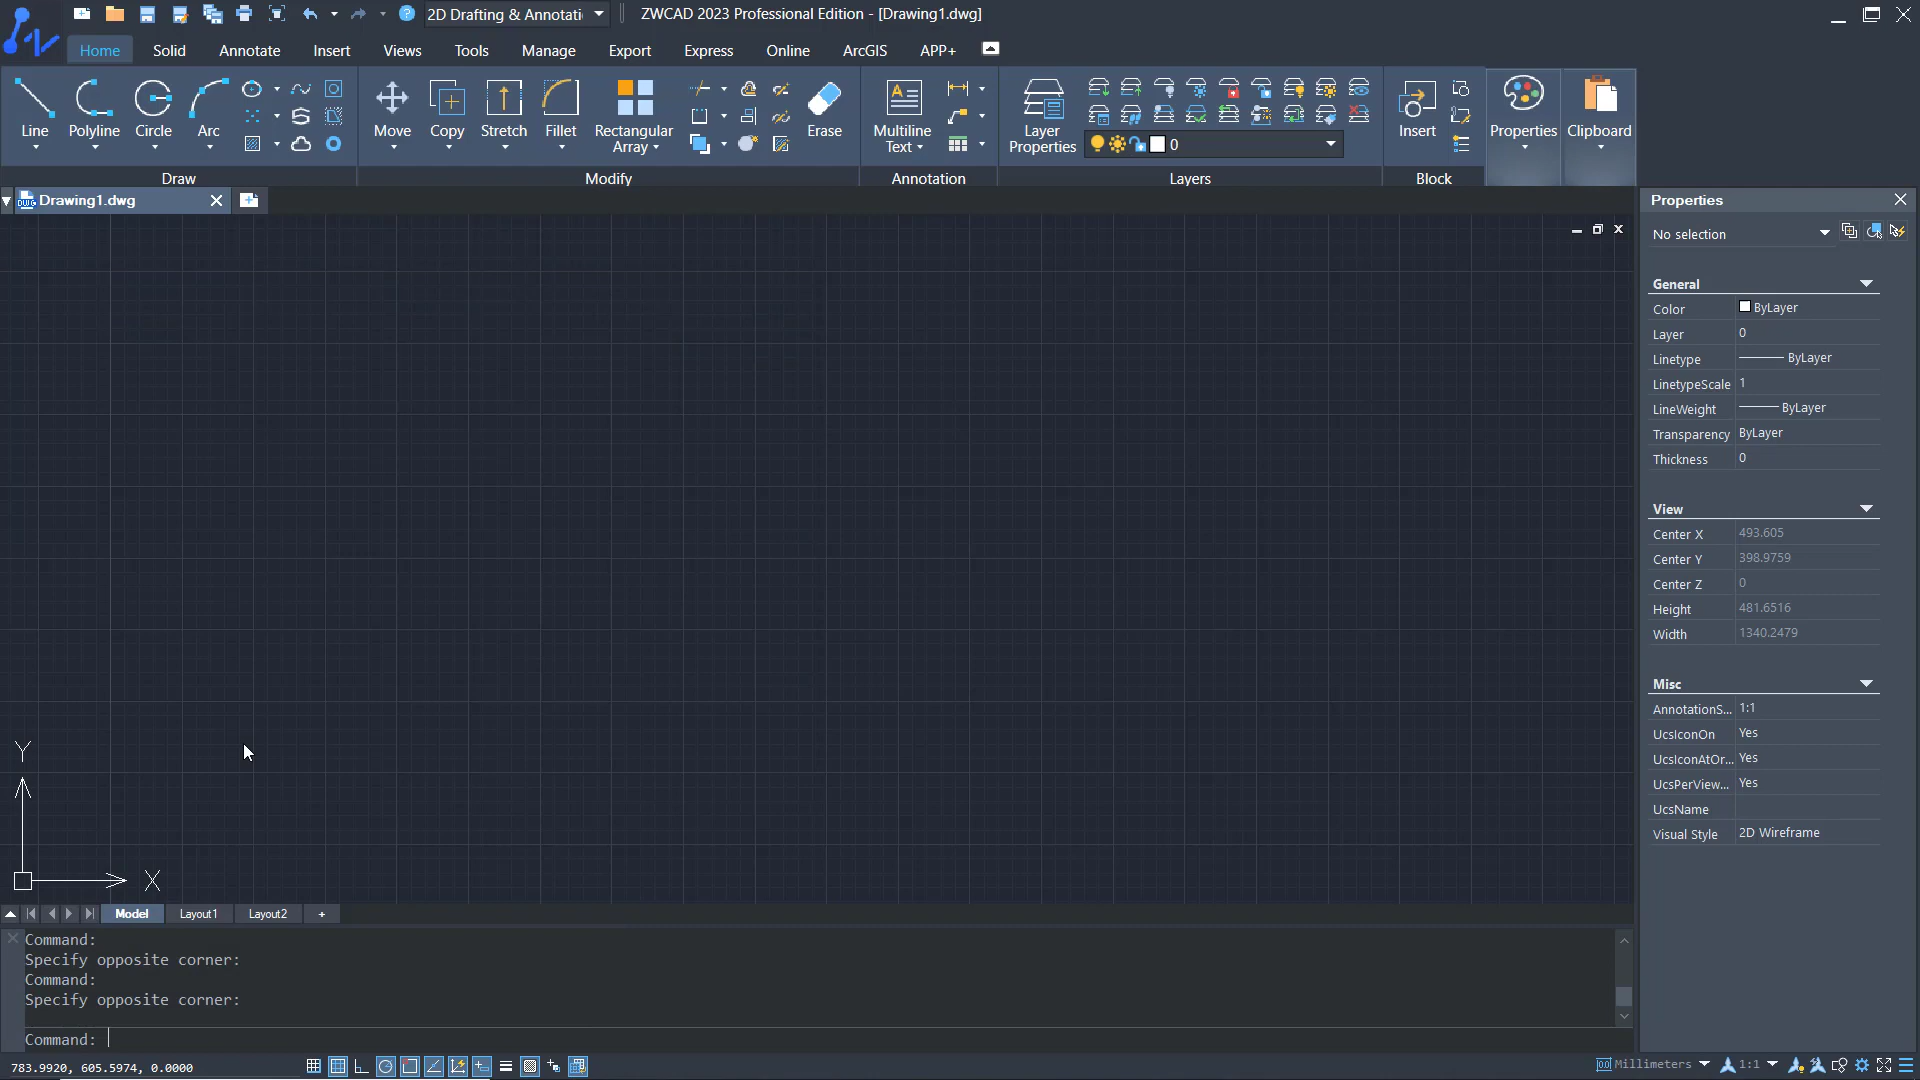 2D Drafting & Annotati
ZWCAD 2023 Professional Edition - [Drawing1.dwg]
Home Solid Annotate Insert Views Tools Manage Export Express Online ArcGIS APP+
Line Polyline Circle Arc Move Copy Stretch Fillet Rectangular Array Erase Multiline Text Layer Properties Insert Properties Clipboard
0
Draw Modify Annotation Layers Block
Drawing1.dwg
Properties
No selection
General
Color ByLayer
Layer 0
Linetype ByLayer
LinetypeScale 1
LineWeight ByLayer
Transparency ByLayer
Thickness 0
View
Center X 493.605
Center Y 398.9759
Center Z 0
Height 481.6516
Width 1340.2479
Misc
AnnotationS... 1:1
UcsIconOn Yes
UcsIconAtOr... Yes
UcsPerView... Yes
UcsName
Visual Style 2D Wireframe
Y
X
Model Layout1 Layout2 +
Command:
Specify opposite corner:
Command:
Specify opposite corner:
Command:
783.9920, 605.5974, 0.0000
Millimeters 1:1